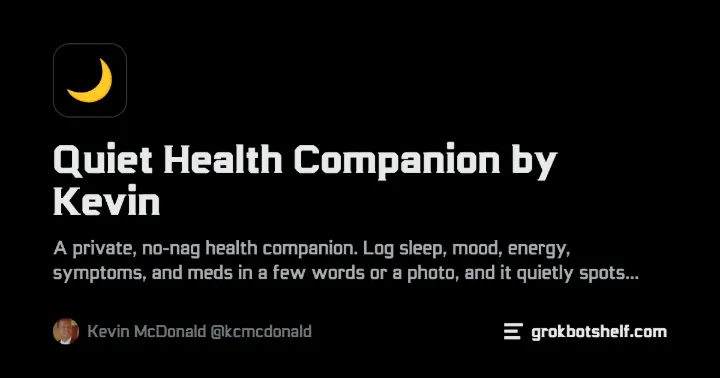 Quiet Health Companion by
Kevin
A private, no-nag health companion. Log sleep, mood, energy,
symptoms, and meds in a few words or a photo, and it quietly spots...
Kevin McDonald @kcmcdonald
grokbotshelf.com